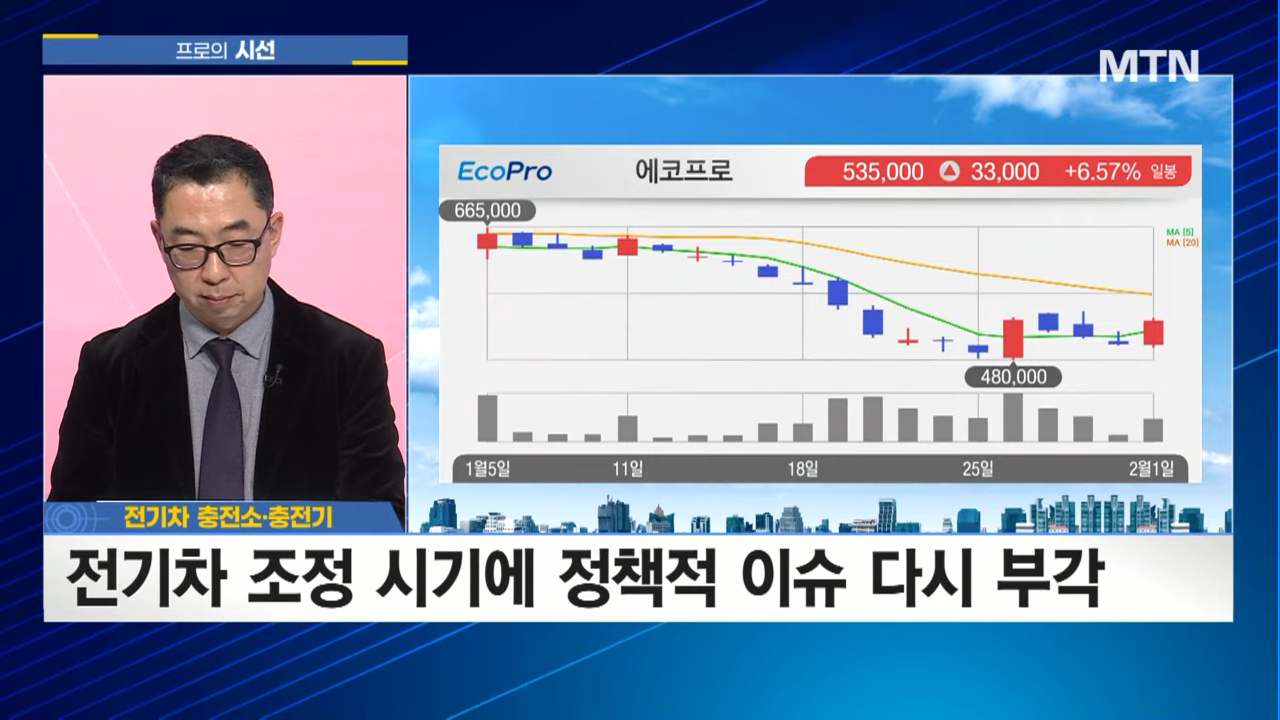 프로의 시선
MTN
EcoPro 에코프로 535,000 33,000 +6.57% 일봉
665,000
MA [5]
MA [20]
480,000
1월5일 11일 18일 25일 2월1일
전기차 충전소·충전기
전기차 조정 시기에 정책적 이슈 다시 부각